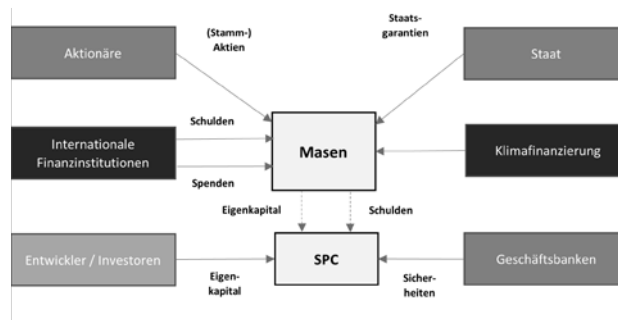 (Stamm-)
Aktien
Staats-
garantien
Aktionäre
Staat
Schulden
Internationale
Finanzinstitutionen
Masen
Klimafinanzierung
Spenden
Eigenkapital
Schulden
Entwickler / Investoren
SPC
Geschäftsbanken
Eigen-
kapital
Sicher-
heiten